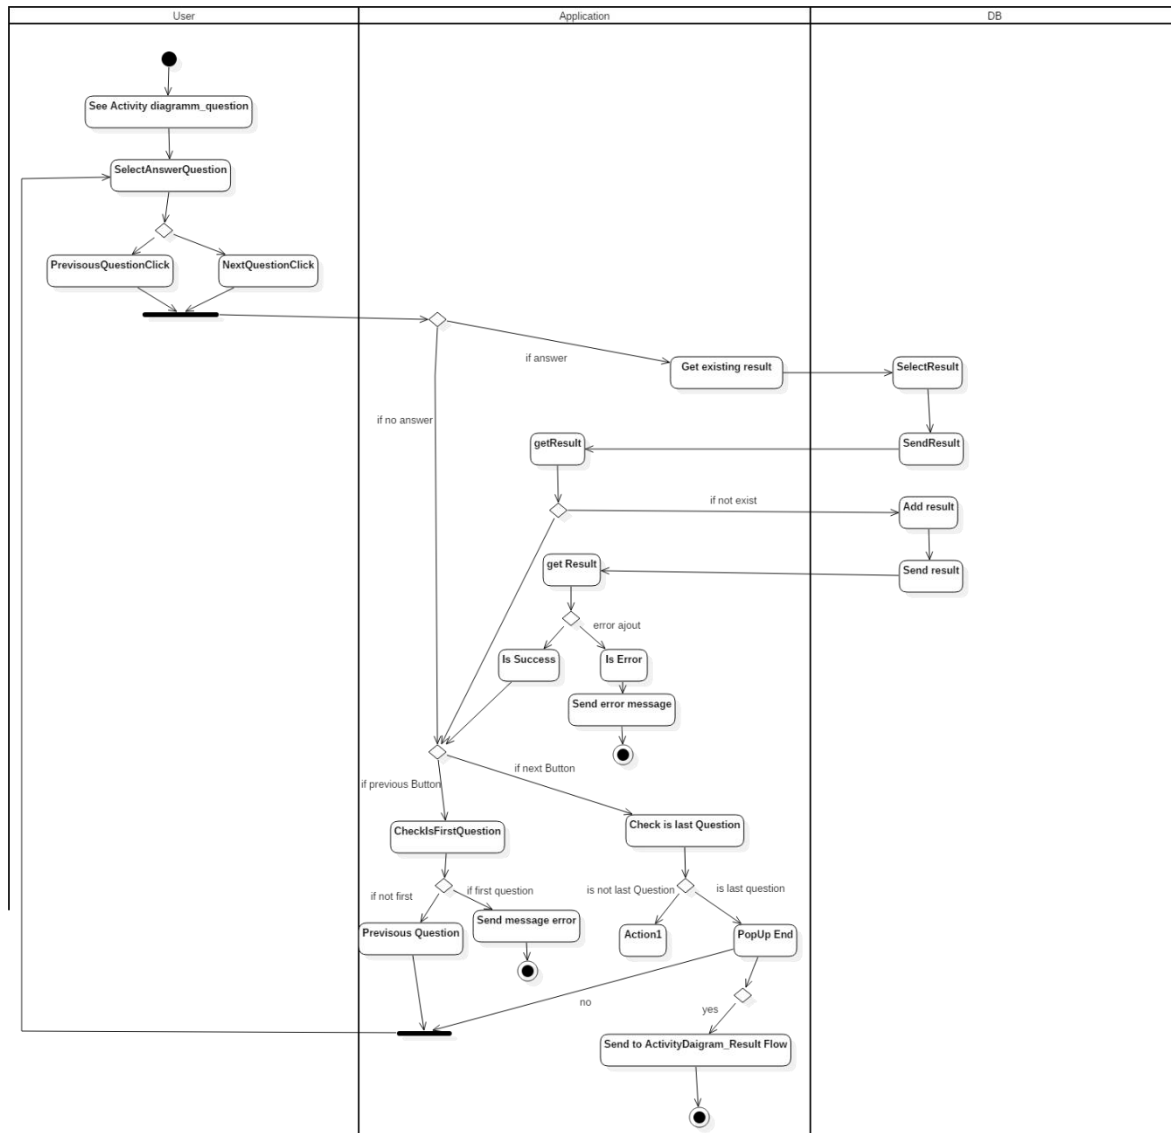 User
Application
DB
See Activity diagramm_question
SelectAnswerQuestion
PrevisousQuestionClick
NextQuestionClick
if answer
Get existing result
SelectResult
if no answer
getResult
SendResult
if not exist
Add result
get Result
Send result
error ajout
Is Success
Is Error
Send error message
if next Button
if previous Button
CheckIsFirstQuestion
Check is last Question
if not first
if first question
is not last Question
is last question
Previsous Question
Send message error
Action1
PopUp End
no
yes
Send to ActivityDaigram_Result Flow